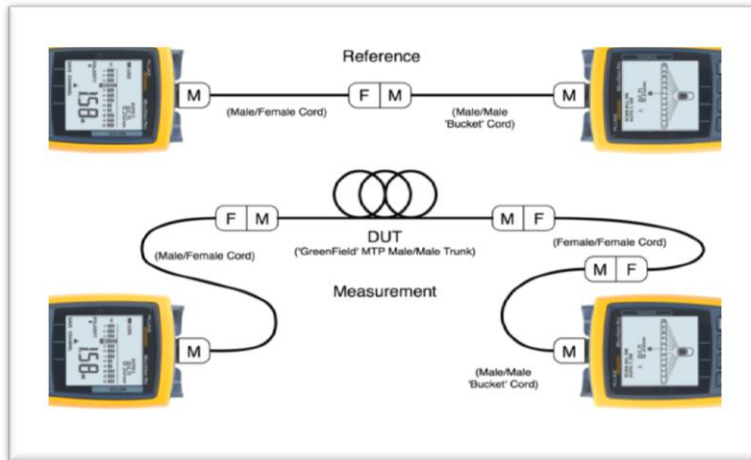 Reference
M
(Male/Female Cord)
F M
(Male/Male
'Bucket' Cord)
M
F M
(Male/Female Cord)
DUT
('GreenField' MTP Male/Male Trunk)
M F
(Female/Female Cord)
M F
Measurement
M
(Male/Male
'Bucket' Cord)
M